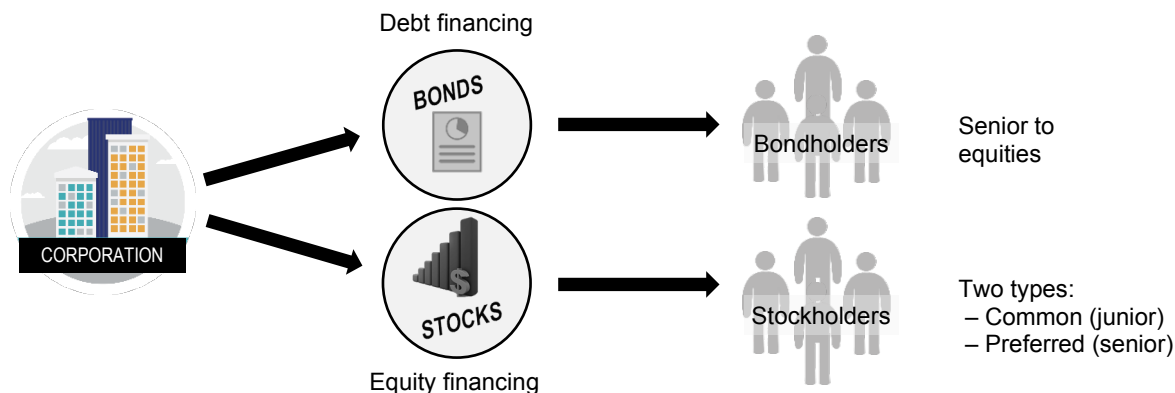 Debt financing
BONDS
Bondholders
Senior to
equities
CORPORATION
$
STOCKS
Stockholders
Two types:
– Common (junior)
– Preferred (senior)
Equity financing